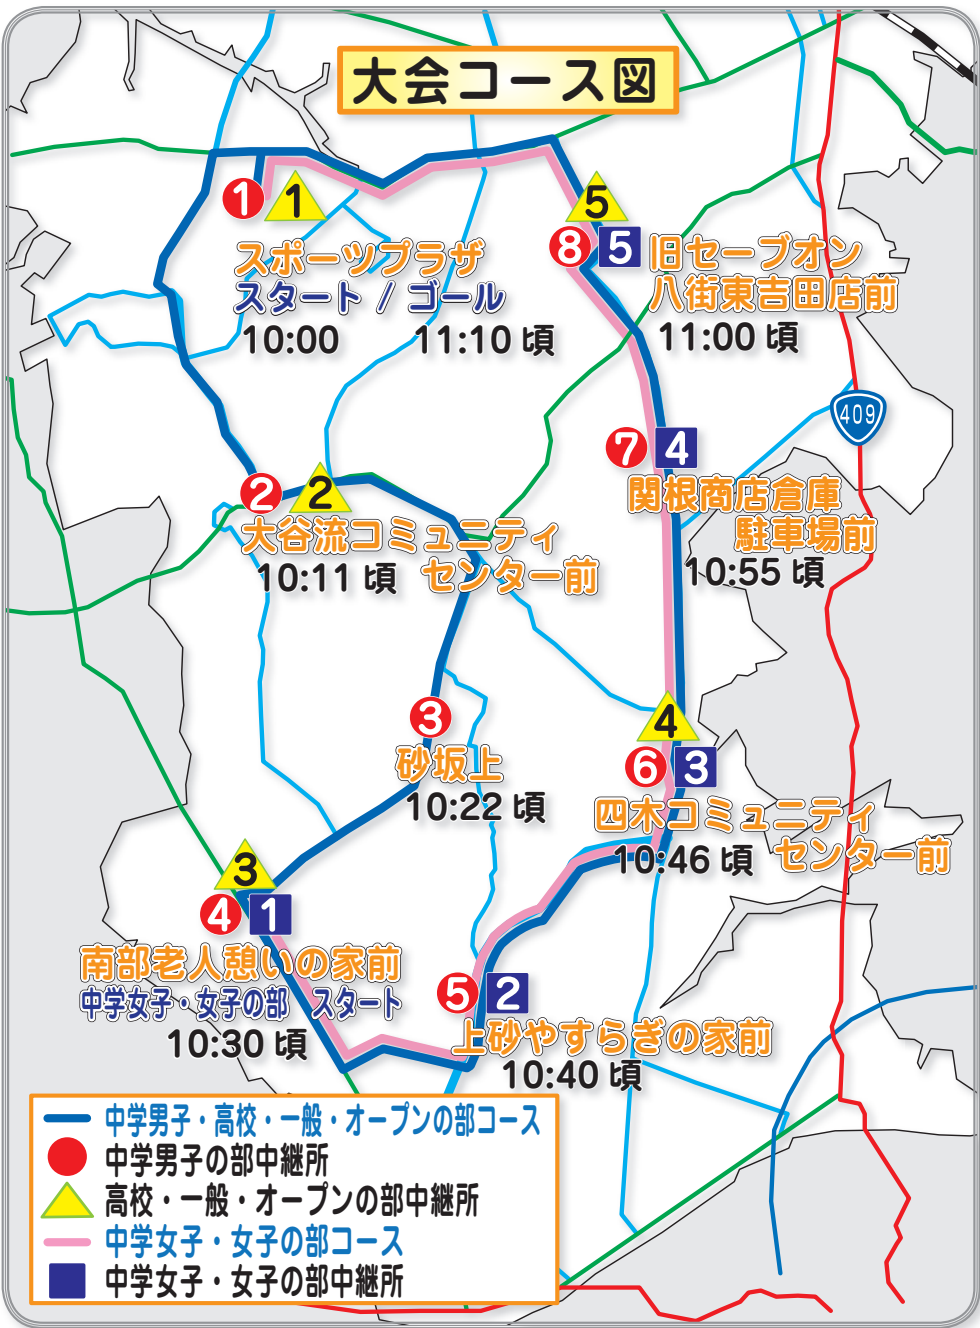 大会コース図
1
1
スポーツプラザ
スタート / ゴール
10:00 11:10 頃
5
8
5
旧セーブオン
八街東吉田店前
11:00 頃
409
7
4
関根商店倉庫
駐車場前
10:55 頃
2
2
大谷流コミュニティ
センター前
10:11 頃
3
砂坂上
10:22 頃
4
6
3
四木コミュニティ
センター前
10:46 頃
3
4
1
南部老人憩いの家前
中学女子・女子の部 スタート
10:30 頃
5
2
上砂やすらぎの家前
10:40 頃
中学男子・高校・一般・オープンの部コース
中学男子の部中継所
高校・一般・オープンの部中継所
中学女子・女子の部コース
中学女子・女子の部中継所